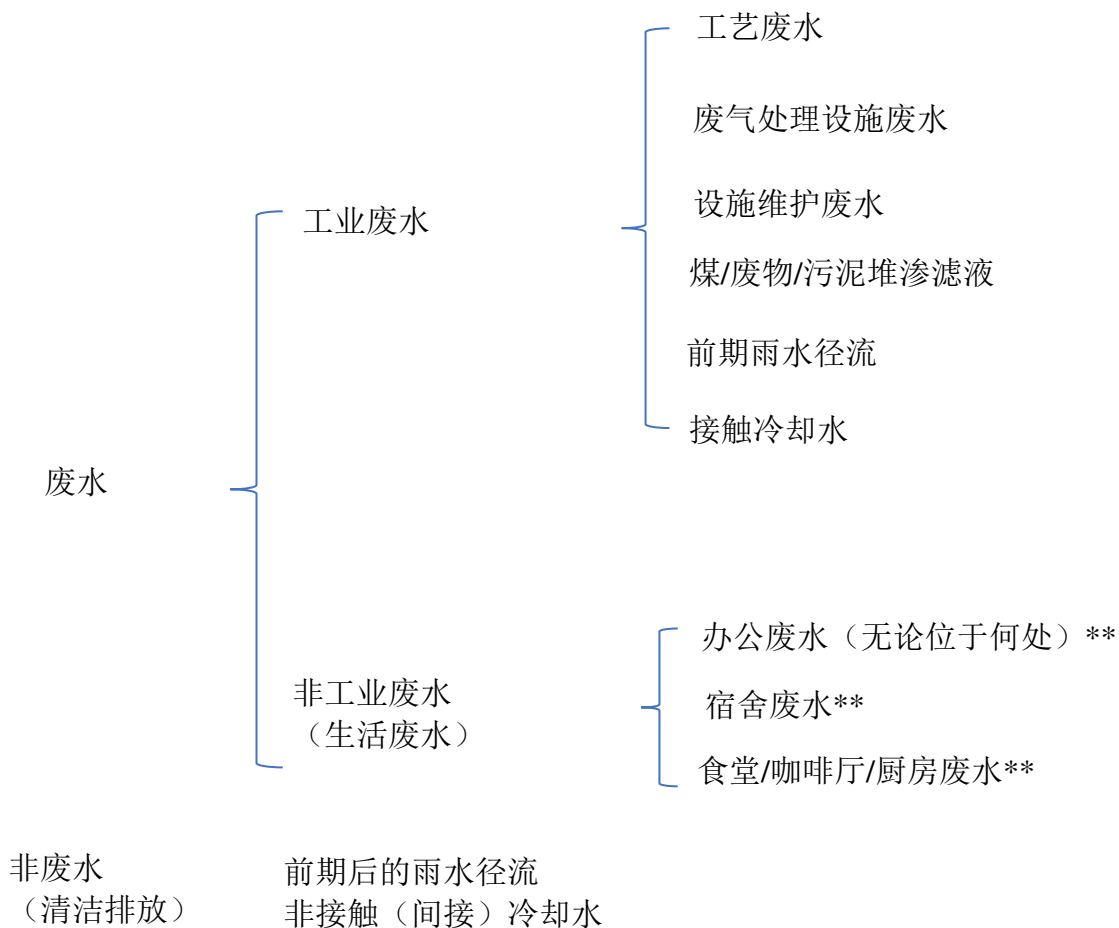 工艺废水
废气处理设施废水
设施维护废水
工业废水
煤/废物/污泥堆渗滤液
前期雨水径流
接触冷却水
废水
办公废水（无论位于何处）**
非工业废水
（生活废水）
宿舍废水**
食堂/咖啡厅/厨房废水**
非废水
（清洁排放）
前期后的雨水径流
非接触（间接）冷却水